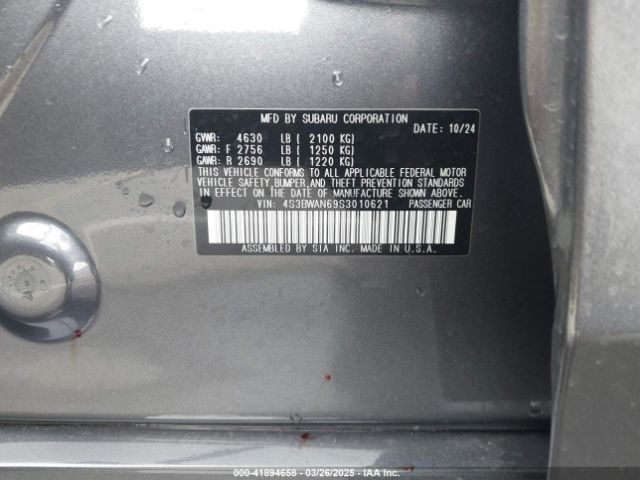 MFD BY SUBARU CORPORATION
DATE: 10/24
GVWR: 4630 LB ( 2100 KG)
GAWR: F 2756 LB ( 1250 KG)
GAWR: R 2690 LB ( 1220 KG)
THIS VEHICLE CONFORMS TO ALL APPLICABLE FEDERAL MOTOR
VEHICLE SAFETY,BUMPER,AND THEFT PREVENTION STANDARDS
IN EFFECT ON THE DATE OF MANUFACTURE SHOWN ABOVE.
VIN: 4S3BWAN69S3010621 PASSENGER CAR
ASSEMBLED BY SIA INC. MADE IN U.S.A.
000-41894658 — 03/26/2025 — IAA Inc.